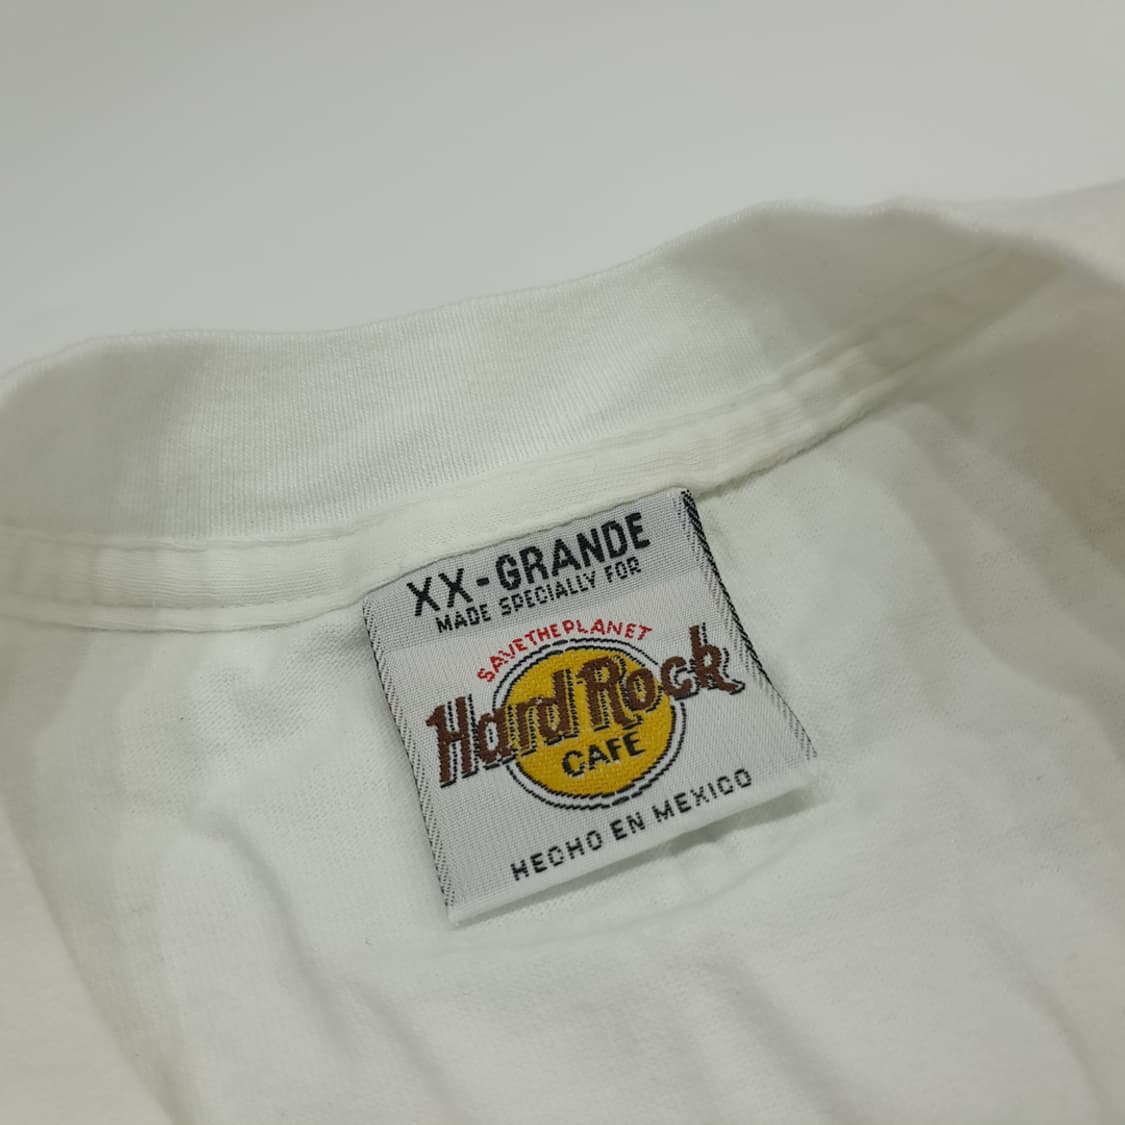 XX-GRANDE
MADE SPECIALLY FOR
SAVE THE PLANET
Hard Rock
CAFE
HECHO EN MEXICO